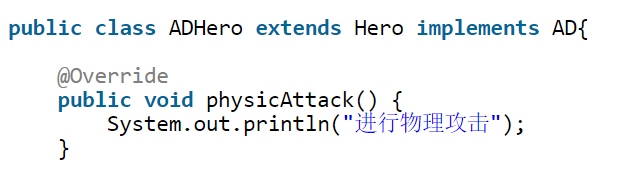 public class ADHero extends Hero implements AD{
@Override
public void physicAttack() {
System.out.println("进行物理攻击");
}